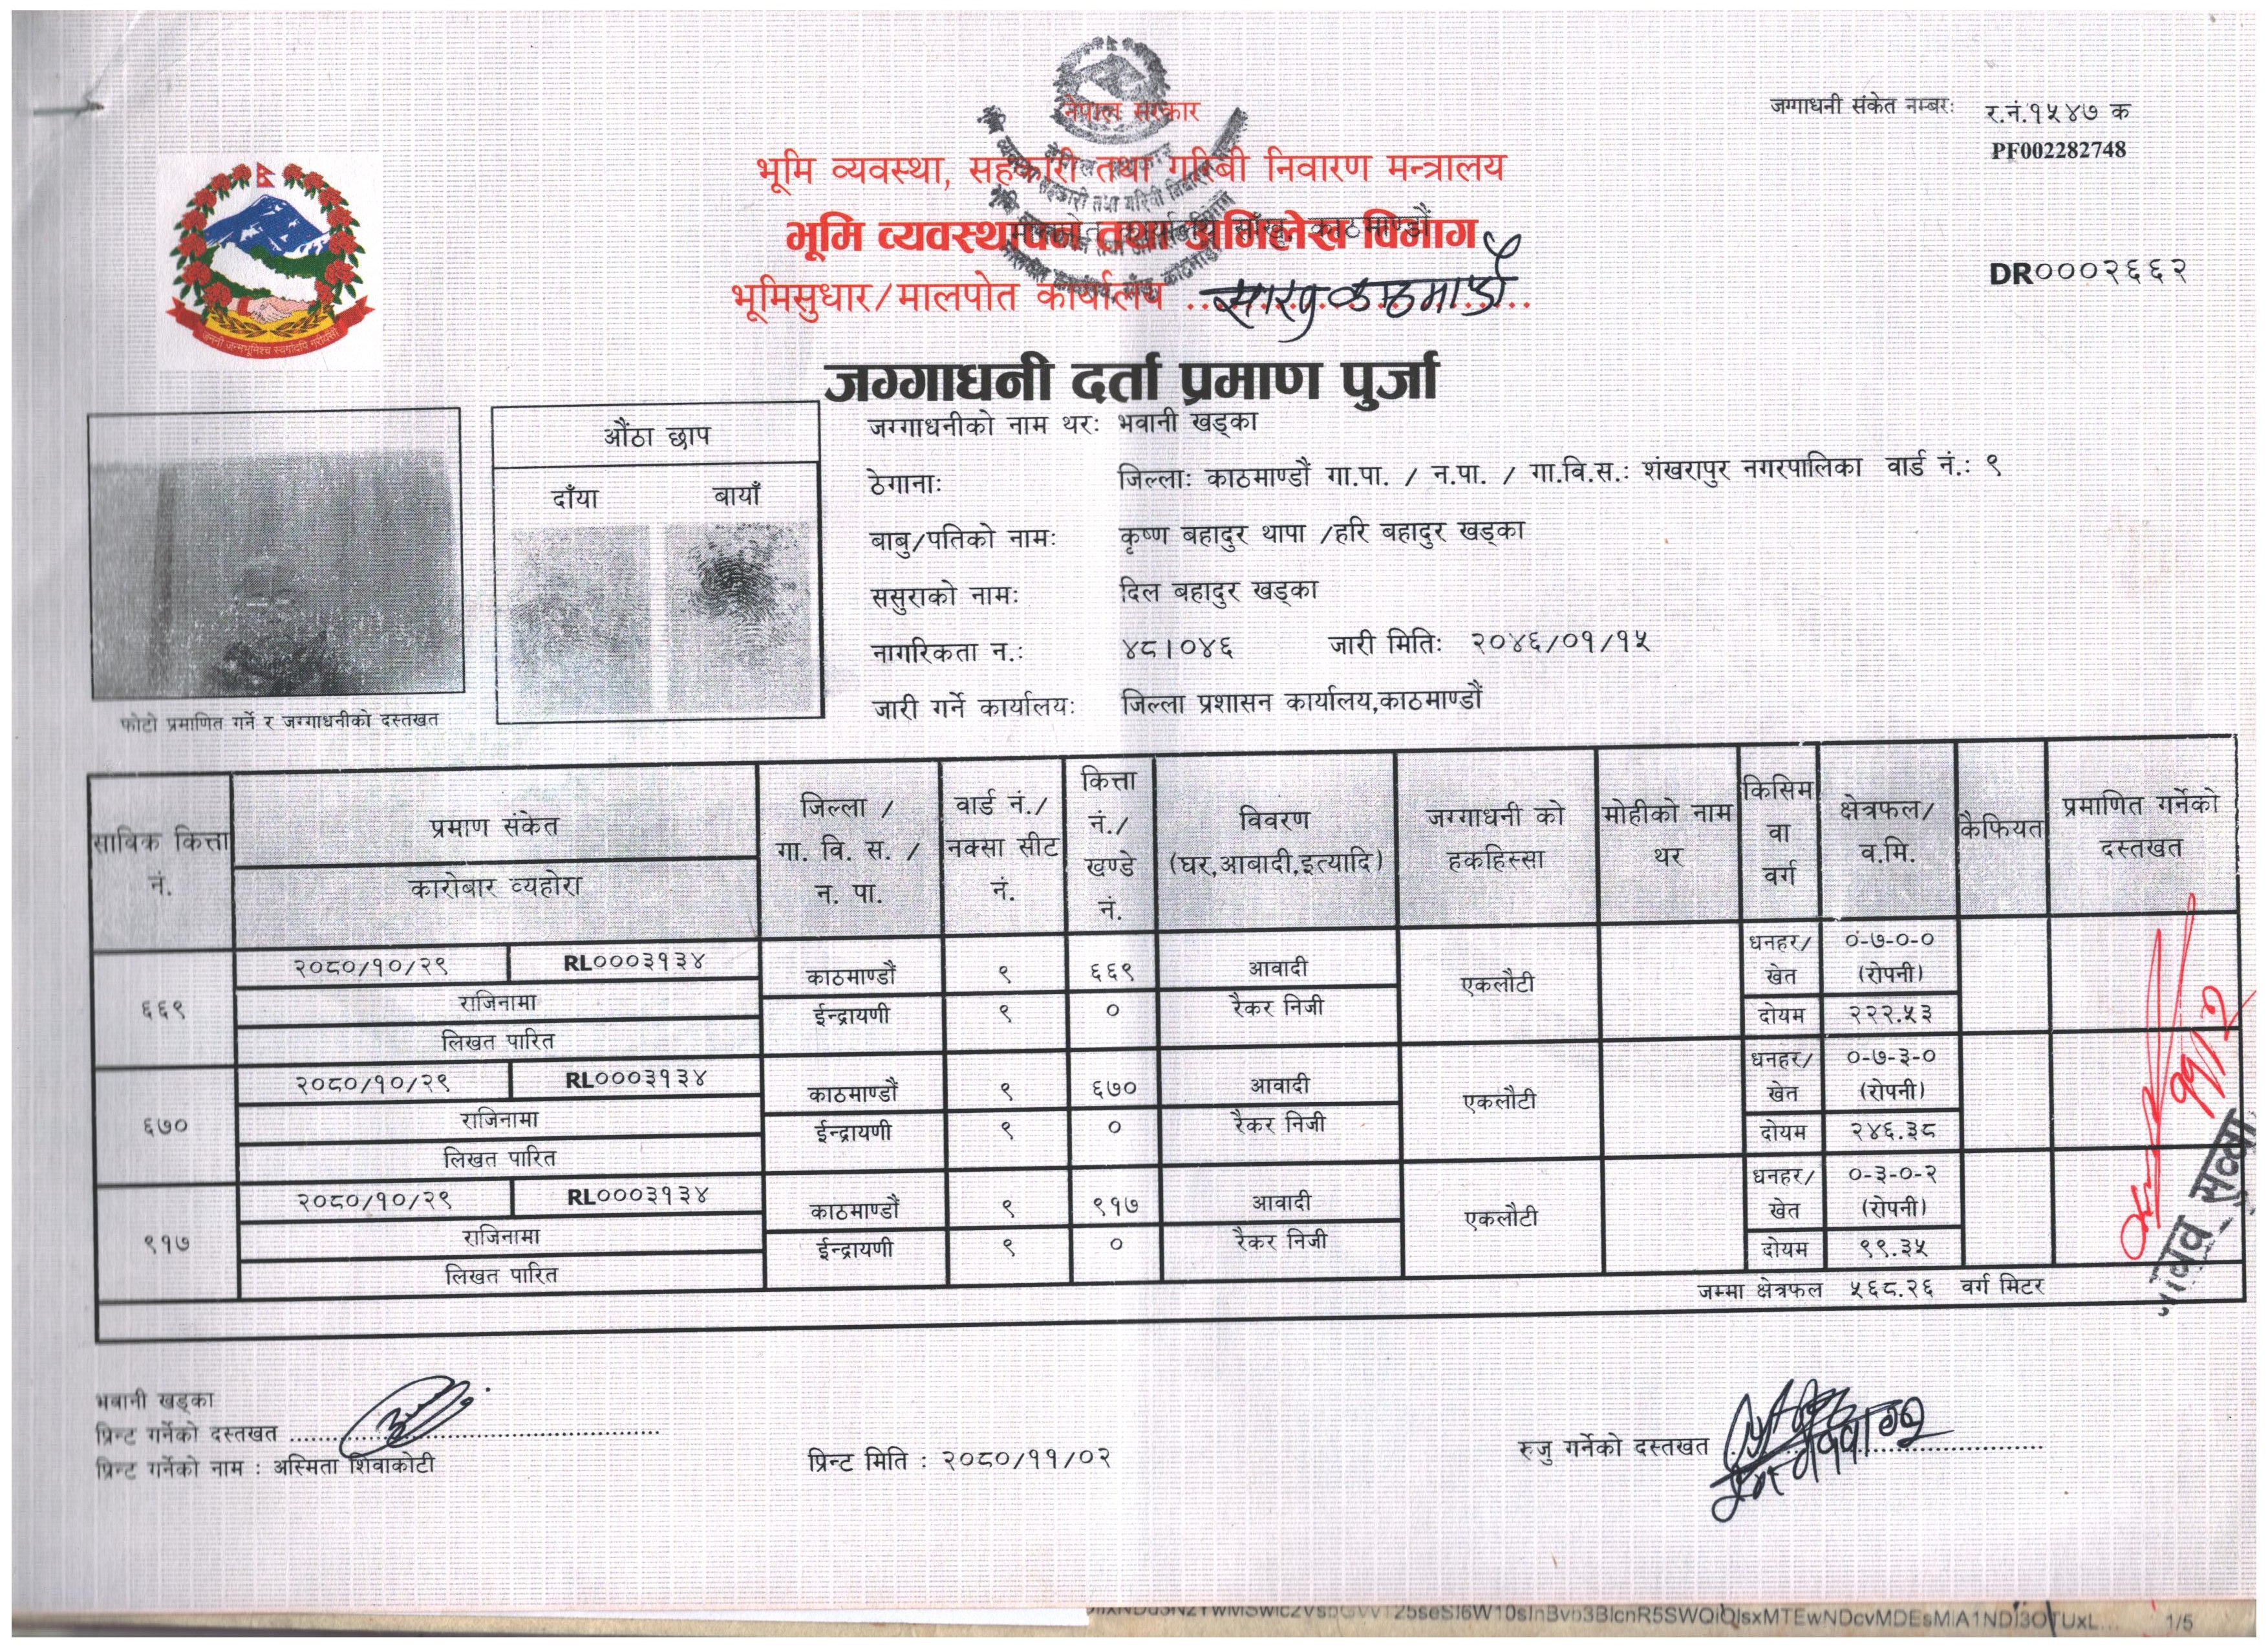 जग्गाधनी संकेत नम्बरः र.नं.१५४७ क
PF002282748
नेपाल सरकार
भूमि व्यवस्था, सहकारी तथा गरिबी निवारण मन्त्रालय
भूमि व्यवस्थापन तथा अभिलेख विभाग
DR०००२६६२
भूमिसुधार/मालपोत कार्यालय साखु काठमाडौं
जग्गाधनी दर्ता प्रमाण पुर्जा
औंठा छाप
दाँया बायाँ
फोटो प्रमाणित गर्ने र जग्गाधनीको दस्तखत
जग्गाधनीको नाम थरः भवानी खड्का
ठेगानाः जिल्लाः काठमाण्डौं गा.पा. / न.पा. / गा.वि.स.: शंखरापुर नगरपालिका वार्ड नं.: ९
बाबु/पतिको नामः कृष्ण बहादुर थापा /हरि बहादुर खड्का
ससुराको नामः दिल बहादुर खड्का
नागरिकता न.: ४८।०४६ जारी मितिः २०४६/०१/१५
जारी गर्ने कार्यालयः जिल्ला प्रशासन कार्यालय,काठमाण्डौं
साबिक कित्ता नं. प्रमाण संकेत कारोबार व्यहोरा जिल्ला / गा. वि. स. / न. पा. वार्ड नं./ नक्सा सीट नं. कित्ता नं./ खण्डे नं. विवरण (घर,आबादी,इत्यादि) जग्गाधनी को हकहिस्सा मोहीको नाम थर किसिम वा वर्ग क्षेत्रफल/ व.मि. कैफियत प्रमाणित गर्नेको दस्तखत
२०८०/१०/२९ RL०००३१३४ काठमाण्डौं ९ ६६९ आवादी धनहर/ खेत ०-७-०-० (रोपनी)
६६९ राजिनामा ईन्द्रायणी ९ ० रैकर निजी एकलौटी दोयम २२२.५३
लिखत पारित
२०८०/१०/२९ RL०००३१३४ काठमाण्डौं ९ ६७० आवादी धनहर/ खेत ०-७-३-० (रोपनी)
६७० राजिनामा ईन्द्रायणी ९ ० रैकर निजी एकलौटी दोयम २४६.३८
लिखत पारित
२०८०/१०/२९ RL०००३१३४ काठमाण्डौं ९ ९१७ आवादी धनहर/ खेत ०-३-०-२ (रोपनी)
९१७ राजिनामा ईन्द्रायणी ९ ० रैकर निजी एकलौटी दोयम ९९.३५
लिखत पारित
जम्मा क्षेत्रफल ५६८.२६ वर्ग मिटर
११/२
सुब्बा
भबानी खड्का
प्रिन्ट गर्नेको दस्तखत
प्रिन्ट गर्नेको नाम : अस्मिता शिवाकोटी
प्रिन्ट मिति : २०८०/११/०२
रुजु गर्नेको दस्तखत
1/5